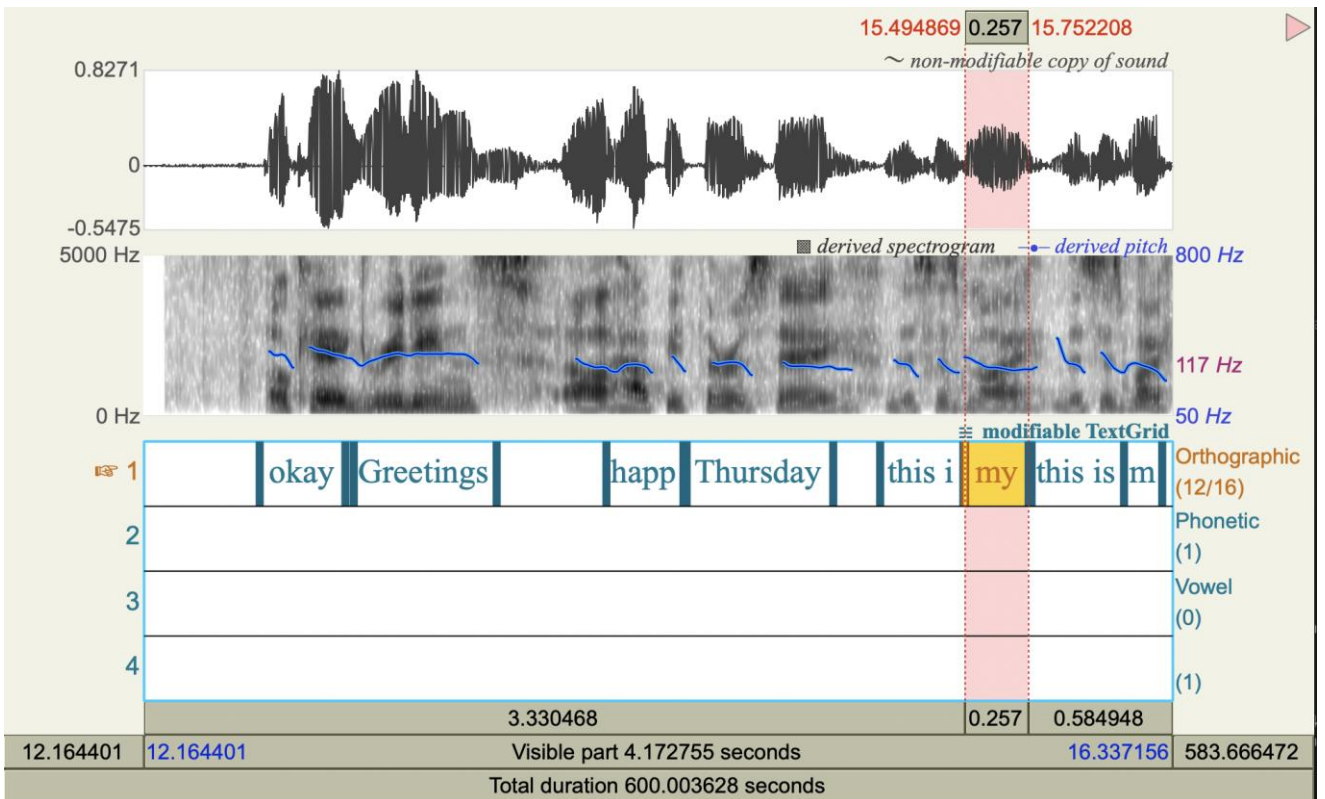 15.494869 0.257 15.752208
~ non-modifiable copy of sound
0.8271
0
-0.5475
derived spectrogram derived pitch
5000 Hz 800 Hz
117 Hz
0 Hz 50 Hz
modifiable TextGrid
1 okay Greetings happ Thursday this i my this is m Orthographic
(12/16)
2 Phonetic
(1)
3 Vowel
(0)
4
(1)
3.330468 0.257 0.584948
12.164401 12.164401 Visible part 4.172755 seconds 16.337156 583.666472
Total duration 600.003628 seconds